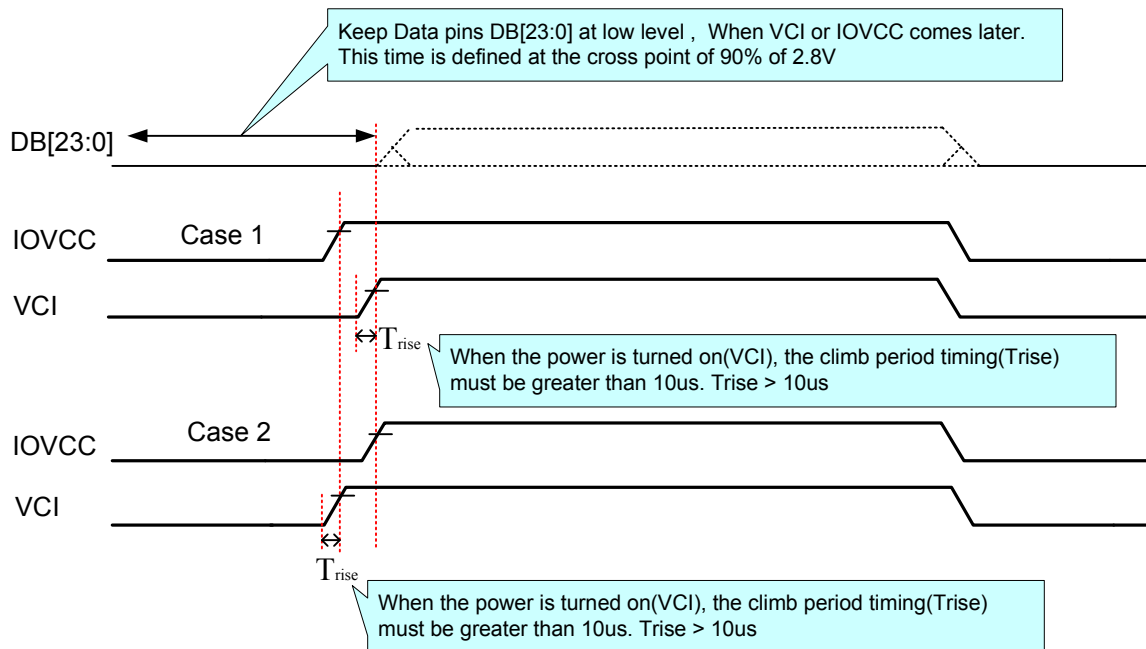 Keep Data pins DB[23:0] at low level , When VCI or IOVCC comes later.
This time is defined at the cross point of 90% of 2.8V
DB[23:0]
IOVCC
Case 1
VCI
Trise
When the power is turned on(VCI), the climb period timing(Trise)
must be greater than 10us. Trise > 10us
IOVCC
Case 2
VCI
Trise
When the power is turned on(VCI), the climb period timing(Trise)
must be greater than 10us. Trise > 10us